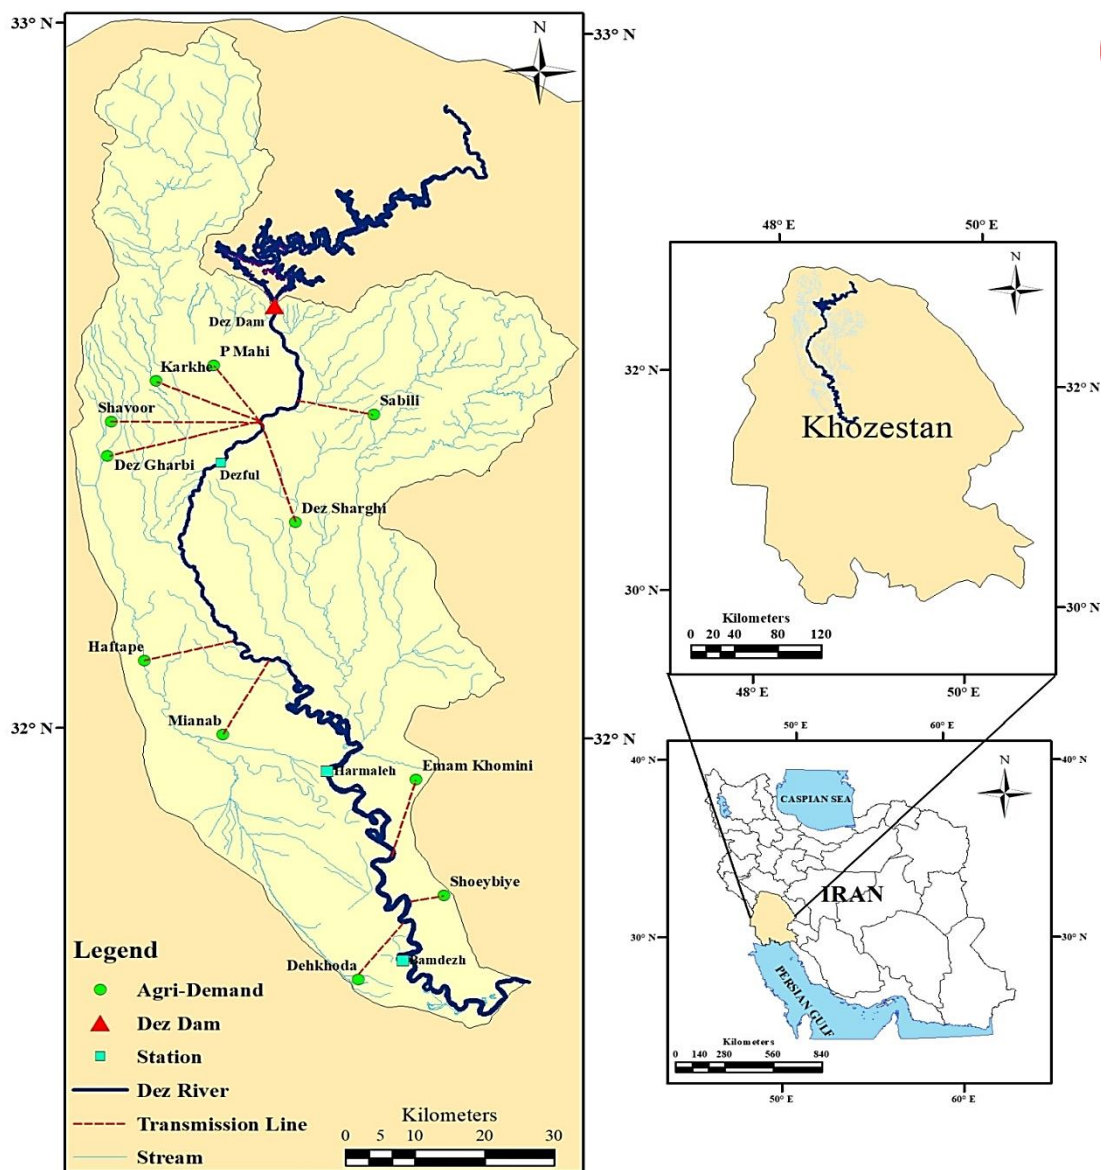 33° N
33° N
N
Dez Dam
P Mahi
Karkhe
Sabili
Shavoor
Dez Gharbi
Dezful
Dez Sharghi
Haftape
Mianab
32° N
32° N
Harmaleh
Emam Khomini
Shoeybiye
Dehkhoda
Bamdezh
Legend
Agri-Demand
Dez Dam
Station
Dez River
Transmission Line
Stream
Kilometers
0 5 10 20 30
48° E
50° E
N
32° N
32° N
Khozestan
30° N
30° N
Kilometers
0 20 40 80 120
48° E
50° E
50° E
60° E
40° N
40° N
N
CASPIAN SEA
IRAN
30° N
30° N
PERSIAN GULF
Kilometers
0 140 280 560 840
50° E
60° E